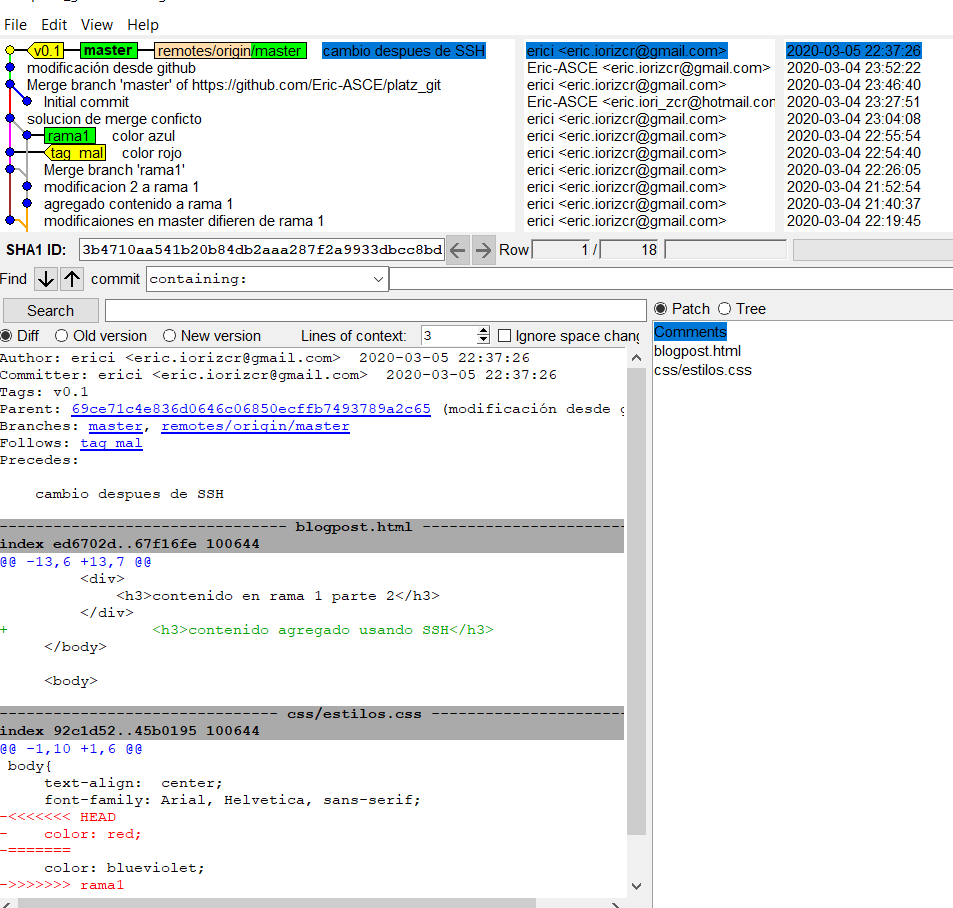 File Edit View Help
v0.1 master remotes/origin/master cambio despues de SSH erici <eric.iorizcr@gmail.com> 2020-03-05 22:37:26
modificación desde github Eric-ASCE <eric.iorizcr@gmail.com> 2020-03-04 23:52:22
Merge branch 'master' of https://github.com/Eric-ASCE/platz_git erici <eric.iorizcr@gmail.com> 2020-03-04 23:46:40
Initial commit Eric-ASCE <eric.iori_zcr@hotmail.con 2020-03-04 23:27:51
solucion de merge conficto erici <eric.iorizcr@gmail.com> 2020-03-04 23:04:08
rama1 color azul erici <eric.iorizcr@gmail.com> 2020-03-04 22:55:54
tag_mal color rojo erici <eric.iorizcr@gmail.com> 2020-03-04 22:54:40
Merge branch 'rama1' erici <eric.iorizcr@gmail.com> 2020-03-04 22:26:05
modificacion 2 a rama 1 erici <eric.iorizcr@gmail.com> 2020-03-04 21:52:54
agregado contenido a rama 1 erici <eric.iorizcr@gmail.com> 2020-03-04 21:40:37
modificaiones en master difieren de rama 1 erici <eric.iorizcr@gmail.com> 2020-03-04 22:19:45
SHA1 ID: 3b4710aa541b20b84db2aaa287f2a9933dbcc8bd Row 1 / 18
Find commit containing:
Search
Diff Old version New version Lines of context: 3 Ignore space chang
Patch Tree
Comments
blogpost.html
css/estilos.css
Author: erici <eric.iorizcr@gmail.com> 2020-03-05 22:37:26
Committer: erici <eric.iorizcr@gmail.com> 2020-03-05 22:37:26
Tags: v0.1
Parent: 69ce71c4e836d0646c06850ecffb7493789a2c65 (modificación desde g
Branches: master, remotes/origin/master
Follows: tag_mal
Precedes:
cambio despues de SSH
-------------------------------- blogpost.html -----------------------
index ed6702d..67f16fe 100644
@@ -13,6 +13,7 @@
<div>
<h3>contenido en rama 1 parte 2</h3>
</div>
+ <h3>contenido agregado usando SSH</h3>
</body>
<body>
------------------------------- css/estilos.css ----------------------
index 92c1d52..45b0195 100644
@@ -1,10 +1,6 @@
body{
text-align: center;
font-family: Arial, Helvetica, sans-serif;
-<<<<<<< HEAD
- color: red;
-=======
color: blueviolet;
->>>>>>> rama1